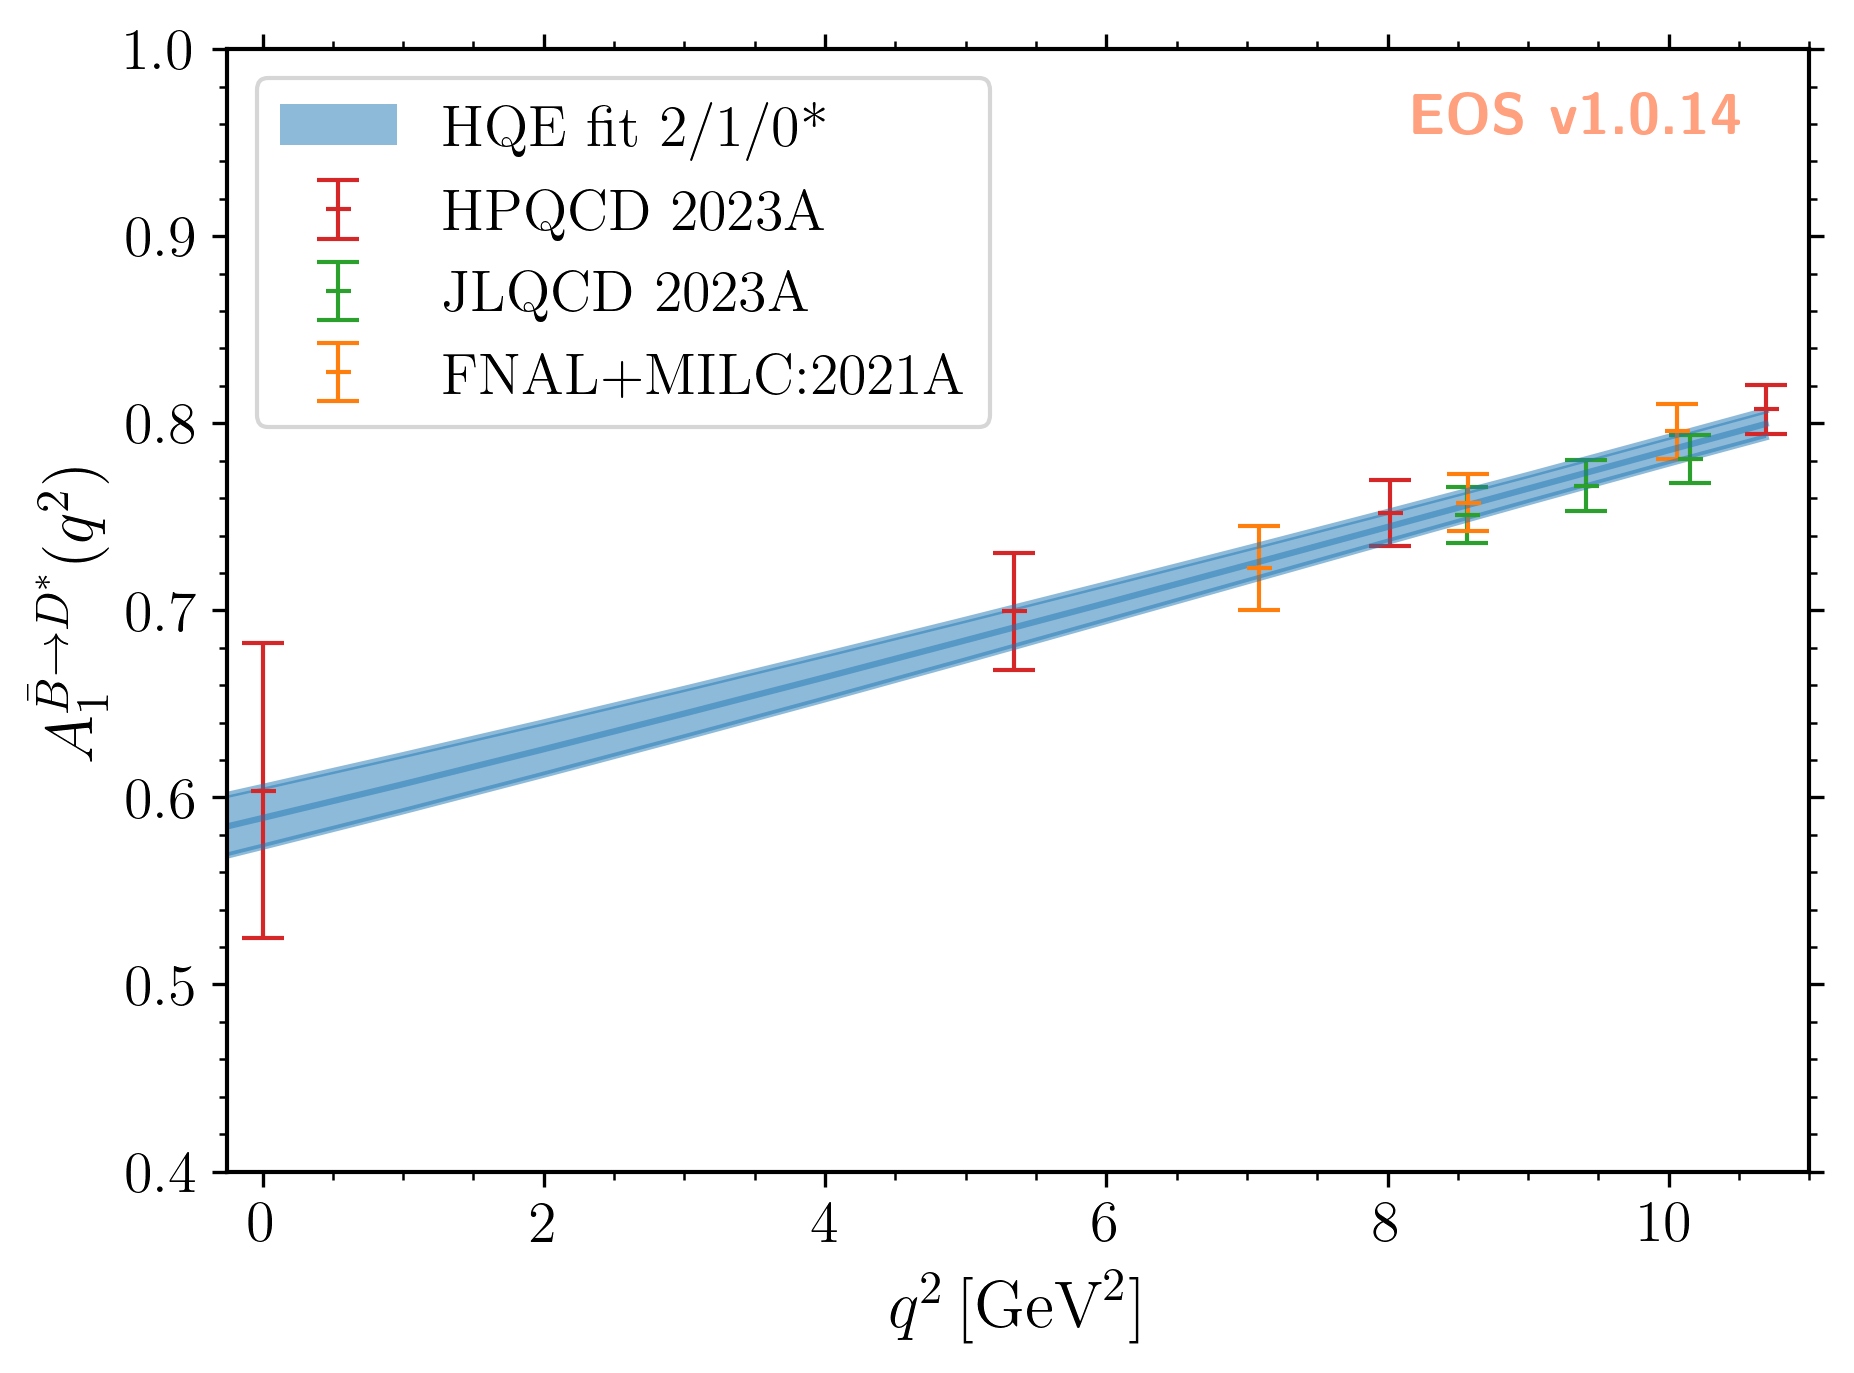 1.0
0.9
0.8
0.7
0.6
0.5
0.4
A₁^{B̄→D*}(q²)
HQE fit 2/1/0*
HPQCD 2023A
JLQCD 2023A
FNAL+MILC:2021A
EOS v1.0.14
0 2 4 6 8 10
q² [GeV²]